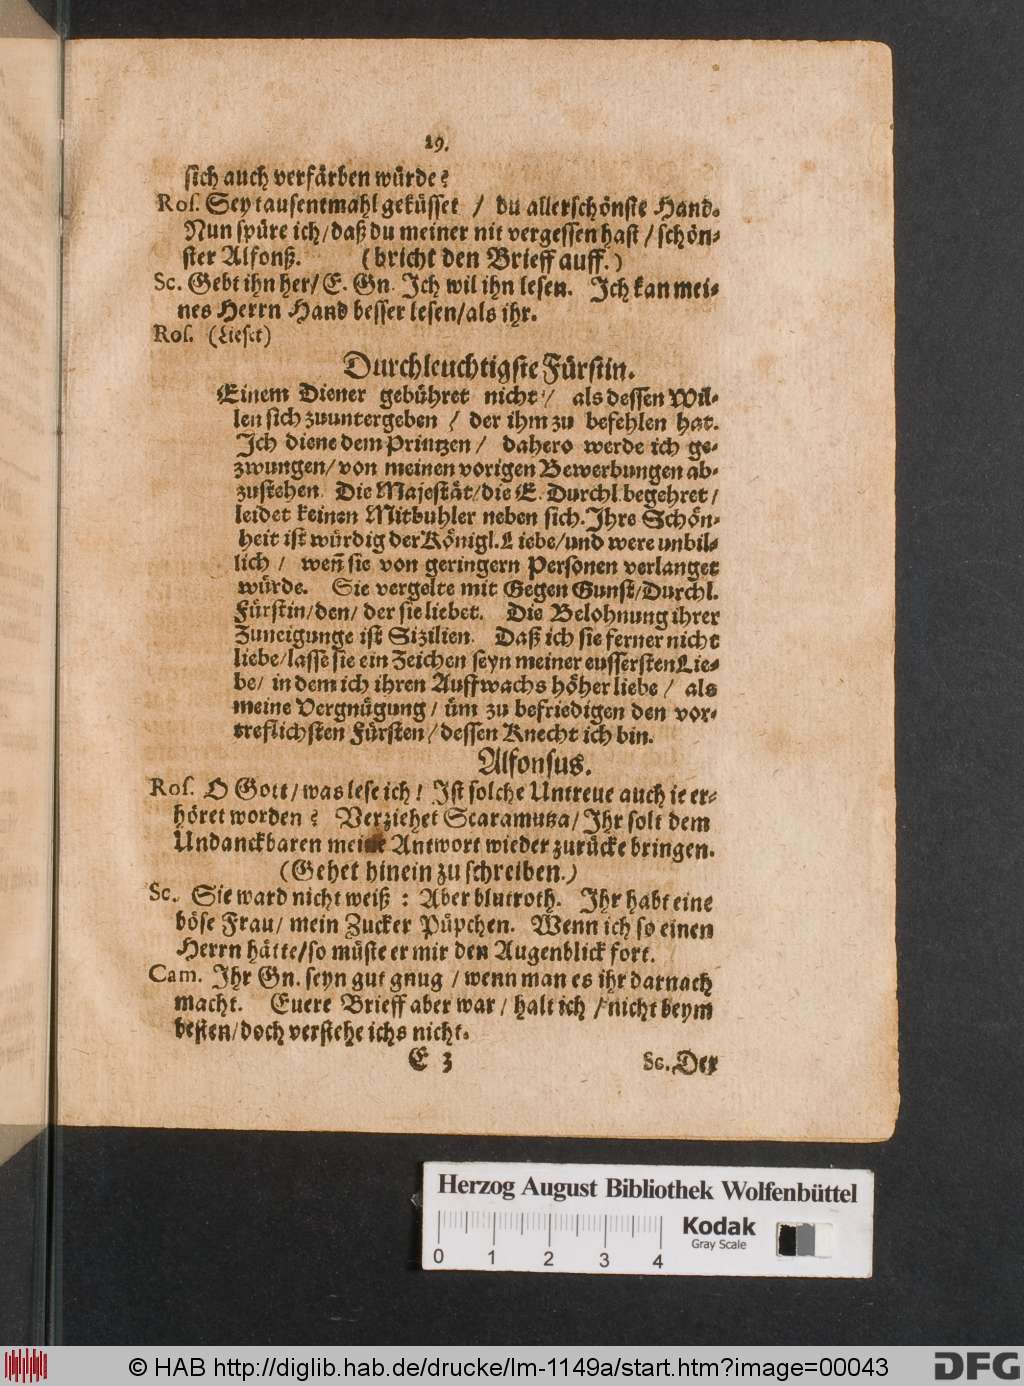 19.
sich auch verfärben würde?
Ros. Sey tausentmahl geküsset / du allerschönste Hand.
Nun spüre ich / daß du meiner nit vergessen hast / schön-
ster Alfonß. (bricht den Brieff auff.)
Sc. Gebt ihn her / E. Gn. Ich wil ihn lesen. Ich kan mei-
nes Herrn Hand besser lesen / als ihr.
Ros. (Lieset)
Durchleuchtigste Fürstin.
Einem Diener gebühret nicht / als dessen Wil-
len sich zuuntergeben / der ihm zu befehlen hat.
Ich diene dem Printzen / dahero werde ich ge-
zwungen / von meinen vorigen Bewerbungen ab-
zustehen. Die Majestät / die E. Durchl. begehret /
leidet keinen Mitbuhler neben sich. Ihre Schön-
heit ist würdig der Königl. Liebe / und were unbil-
lich / weñ sie von geringern Personen verlanget
würde. Sie vergelte mit Gegen Gunst / Durchl.
Fürstin / den / der sie liebet. Die Belohnung ihrer
Zuneigunge ist Sizilien. Daß ich sie ferner nicht
liebe / lasse sie ein Zeichen seyn meiner eussersten Lie-
be / in dem ich ihren Auffwachs höher liebe / als
meine Vergnügung / üm zu befriedigen den vor-
treflichsten Fürsten / dessen Knecht ich bin.
Alfonsus.
Ros. O Gott / was lese ich! Ist solche Untreue auch je er-
höret worden? Verziehet Scaramutza / Ihr solt dem
Undanckbaren meine Antwort wieder zurücke bringen.
(Gehet hinein zu schreiben.)
Sc. Sie ward nicht weiß: Aber blutroth. Ihr habt eine
böse Frau / mein Zucker Püpchen. Wenn ich so einen
Herrn hätte / so müste er mir den Augenblick fort.
Cam. Ihr Gn. seyn gut gnug / wenn man es ihr darnach
macht. Euere Brieff aber war / halt ich / nicht beym
besten / doch verstehe ichs nicht.
E 3 Sc. Der
Herzog August Bibliothek Wolfenbüttel
Kodak
Gray Scale
0 1 2 3 4
© HAB http://diglib.hab.de/drucke/lm-1149a/start.htm?image=00043
DFG